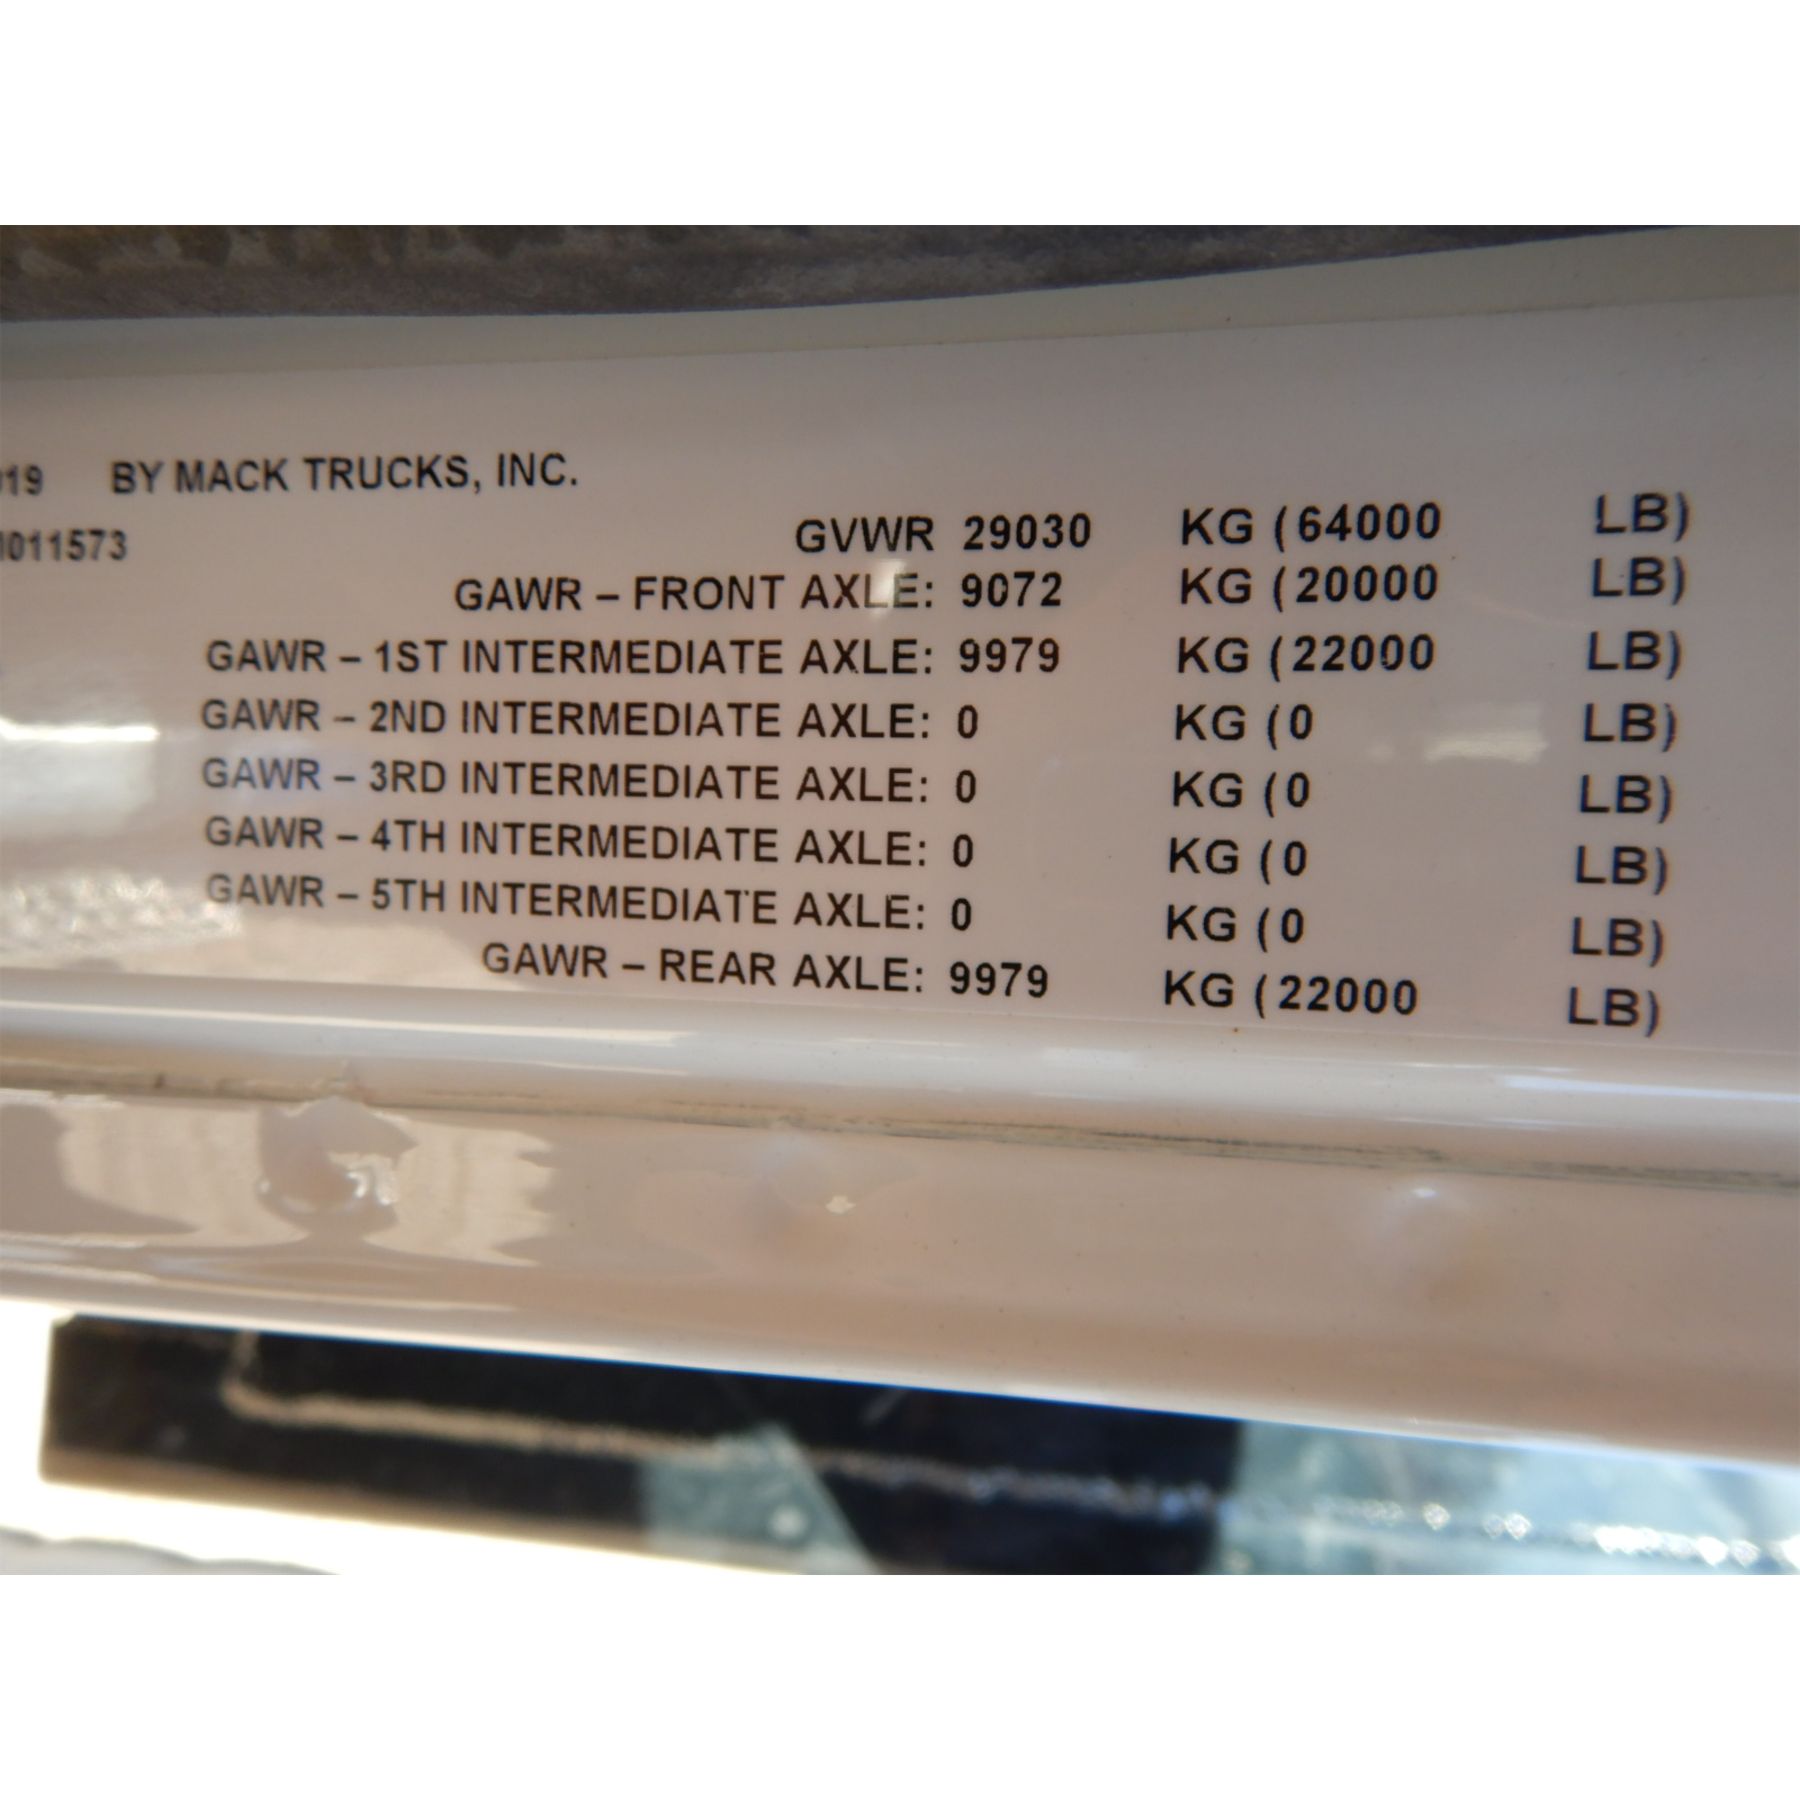 19 BY MACK TRUCKS, INC.
011573
GVWR 29030 KG (64000 LB)
GAWR – FRONT AXLE: 9072 KG (20000 LB)
GAWR – 1ST INTERMEDIATE AXLE: 9979 KG (22000 LB)
GAWR – 2ND INTERMEDIATE AXLE: 0 KG (0 LB)
GAWR – 3RD INTERMEDIATE AXLE: 0 KG (0 LB)
GAWR – 4TH INTERMEDIATE AXLE: 0 KG (0 LB)
GAWR – 5TH INTERMEDIATE AXLE: 0 KG (0 LB)
GAWR – REAR AXLE: 9979 KG (22000 LB)